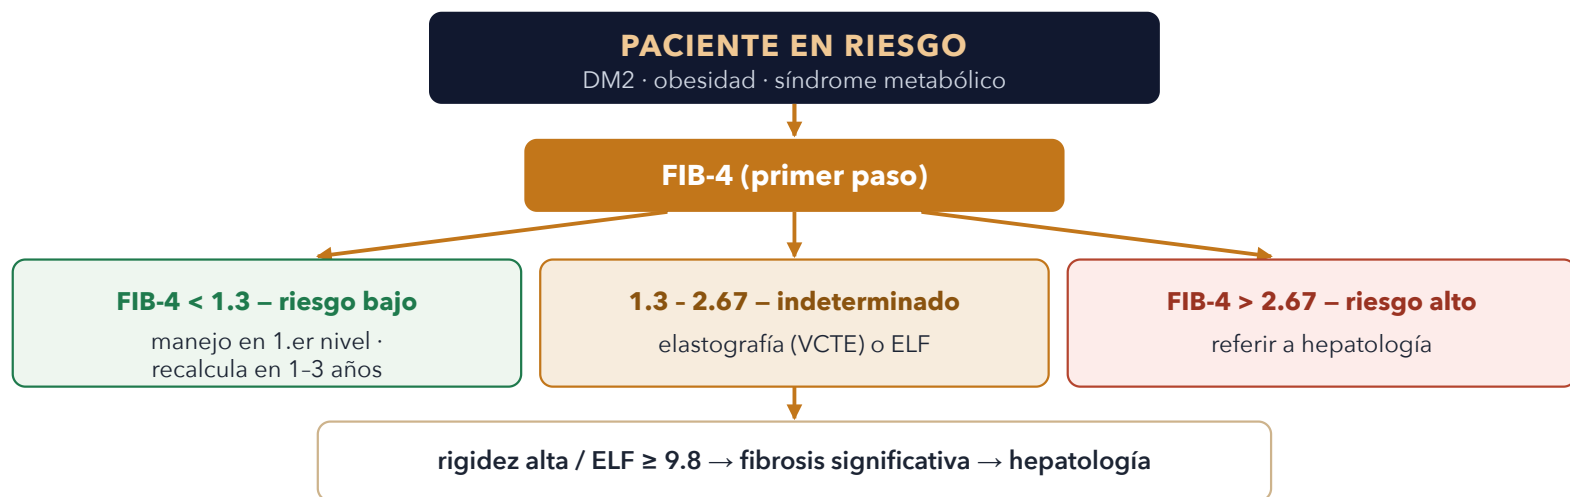 PACIENTE EN RIESGO
DM2 · obesidad · síndrome metabólico
FIB-4 (primer paso)
FIB-4 < 1.3 — riesgo bajo
manejo en 1.er nivel ·
recalcula en 1–3 años
1.3 – 2.67 — indeterminado
elastografía (VCTE) o ELF
FIB-4 > 2.67 — riesgo alto
referir a hepatología
rigidez alta / ELF ≥ 9.8 → fibrosis significativa → hepatología